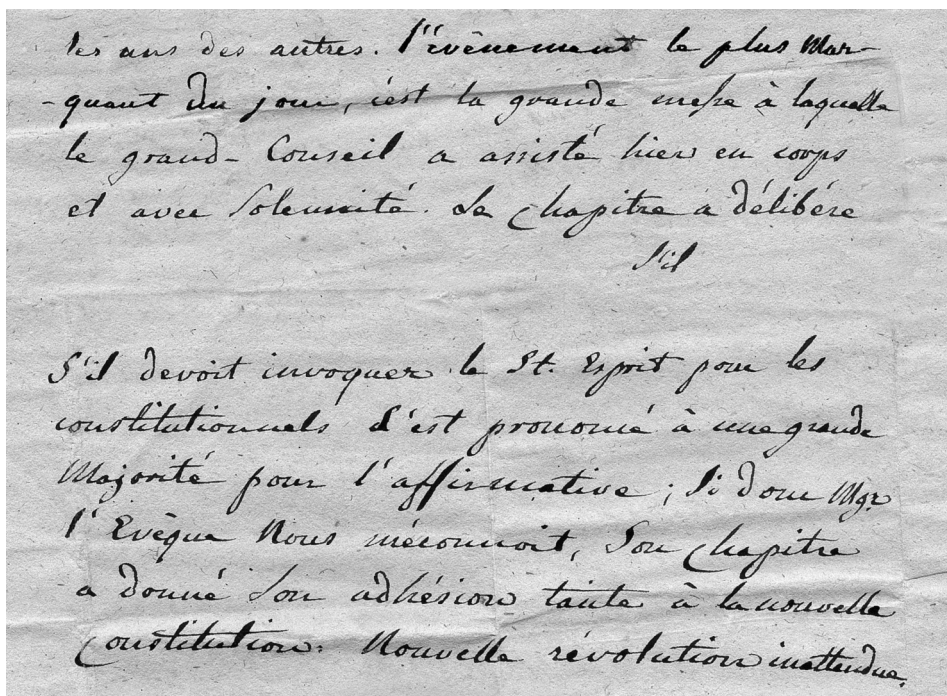 les uns des autres. l'évènement le plus Mar-
-quant du jour, c'est la grande messe à laquelle
le grand-Conseil a assisté hier en corps
et avec Solennité. Le Chapitre a délibéré
S'il
S'il devoit invoquer le St. Esprit pour les
constitutionnels S'est prononcé à une grande
Majorité pour l'affirmative; Si donc Mgr.
l'Evèque Nous méconnoit, Son Chapitre
a donné Son adhésion tacite à la nouvelle
Constitution. Nouvelle révolution inattendue.